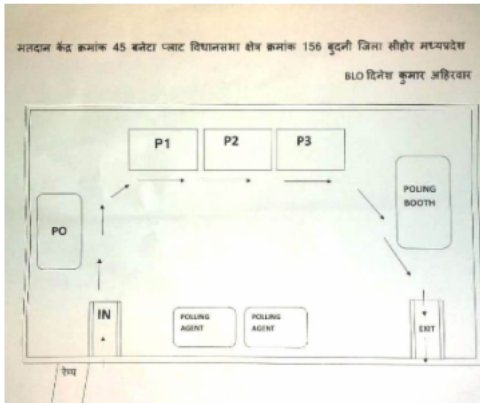 मतदान केंद्र क्रमांक 45 बनेटा प्लाट विधानसभा क्षेत्र क्रमांक 156 बुदनी जिला सीहोर मध्यप्रदेश
BLO दिनेश कुमार अहिरवार
P1 P2 P3
POLING
BOOTH
PO
IN
POLLING
AGENT
POLLING
AGENT
EXIT
रेम्प